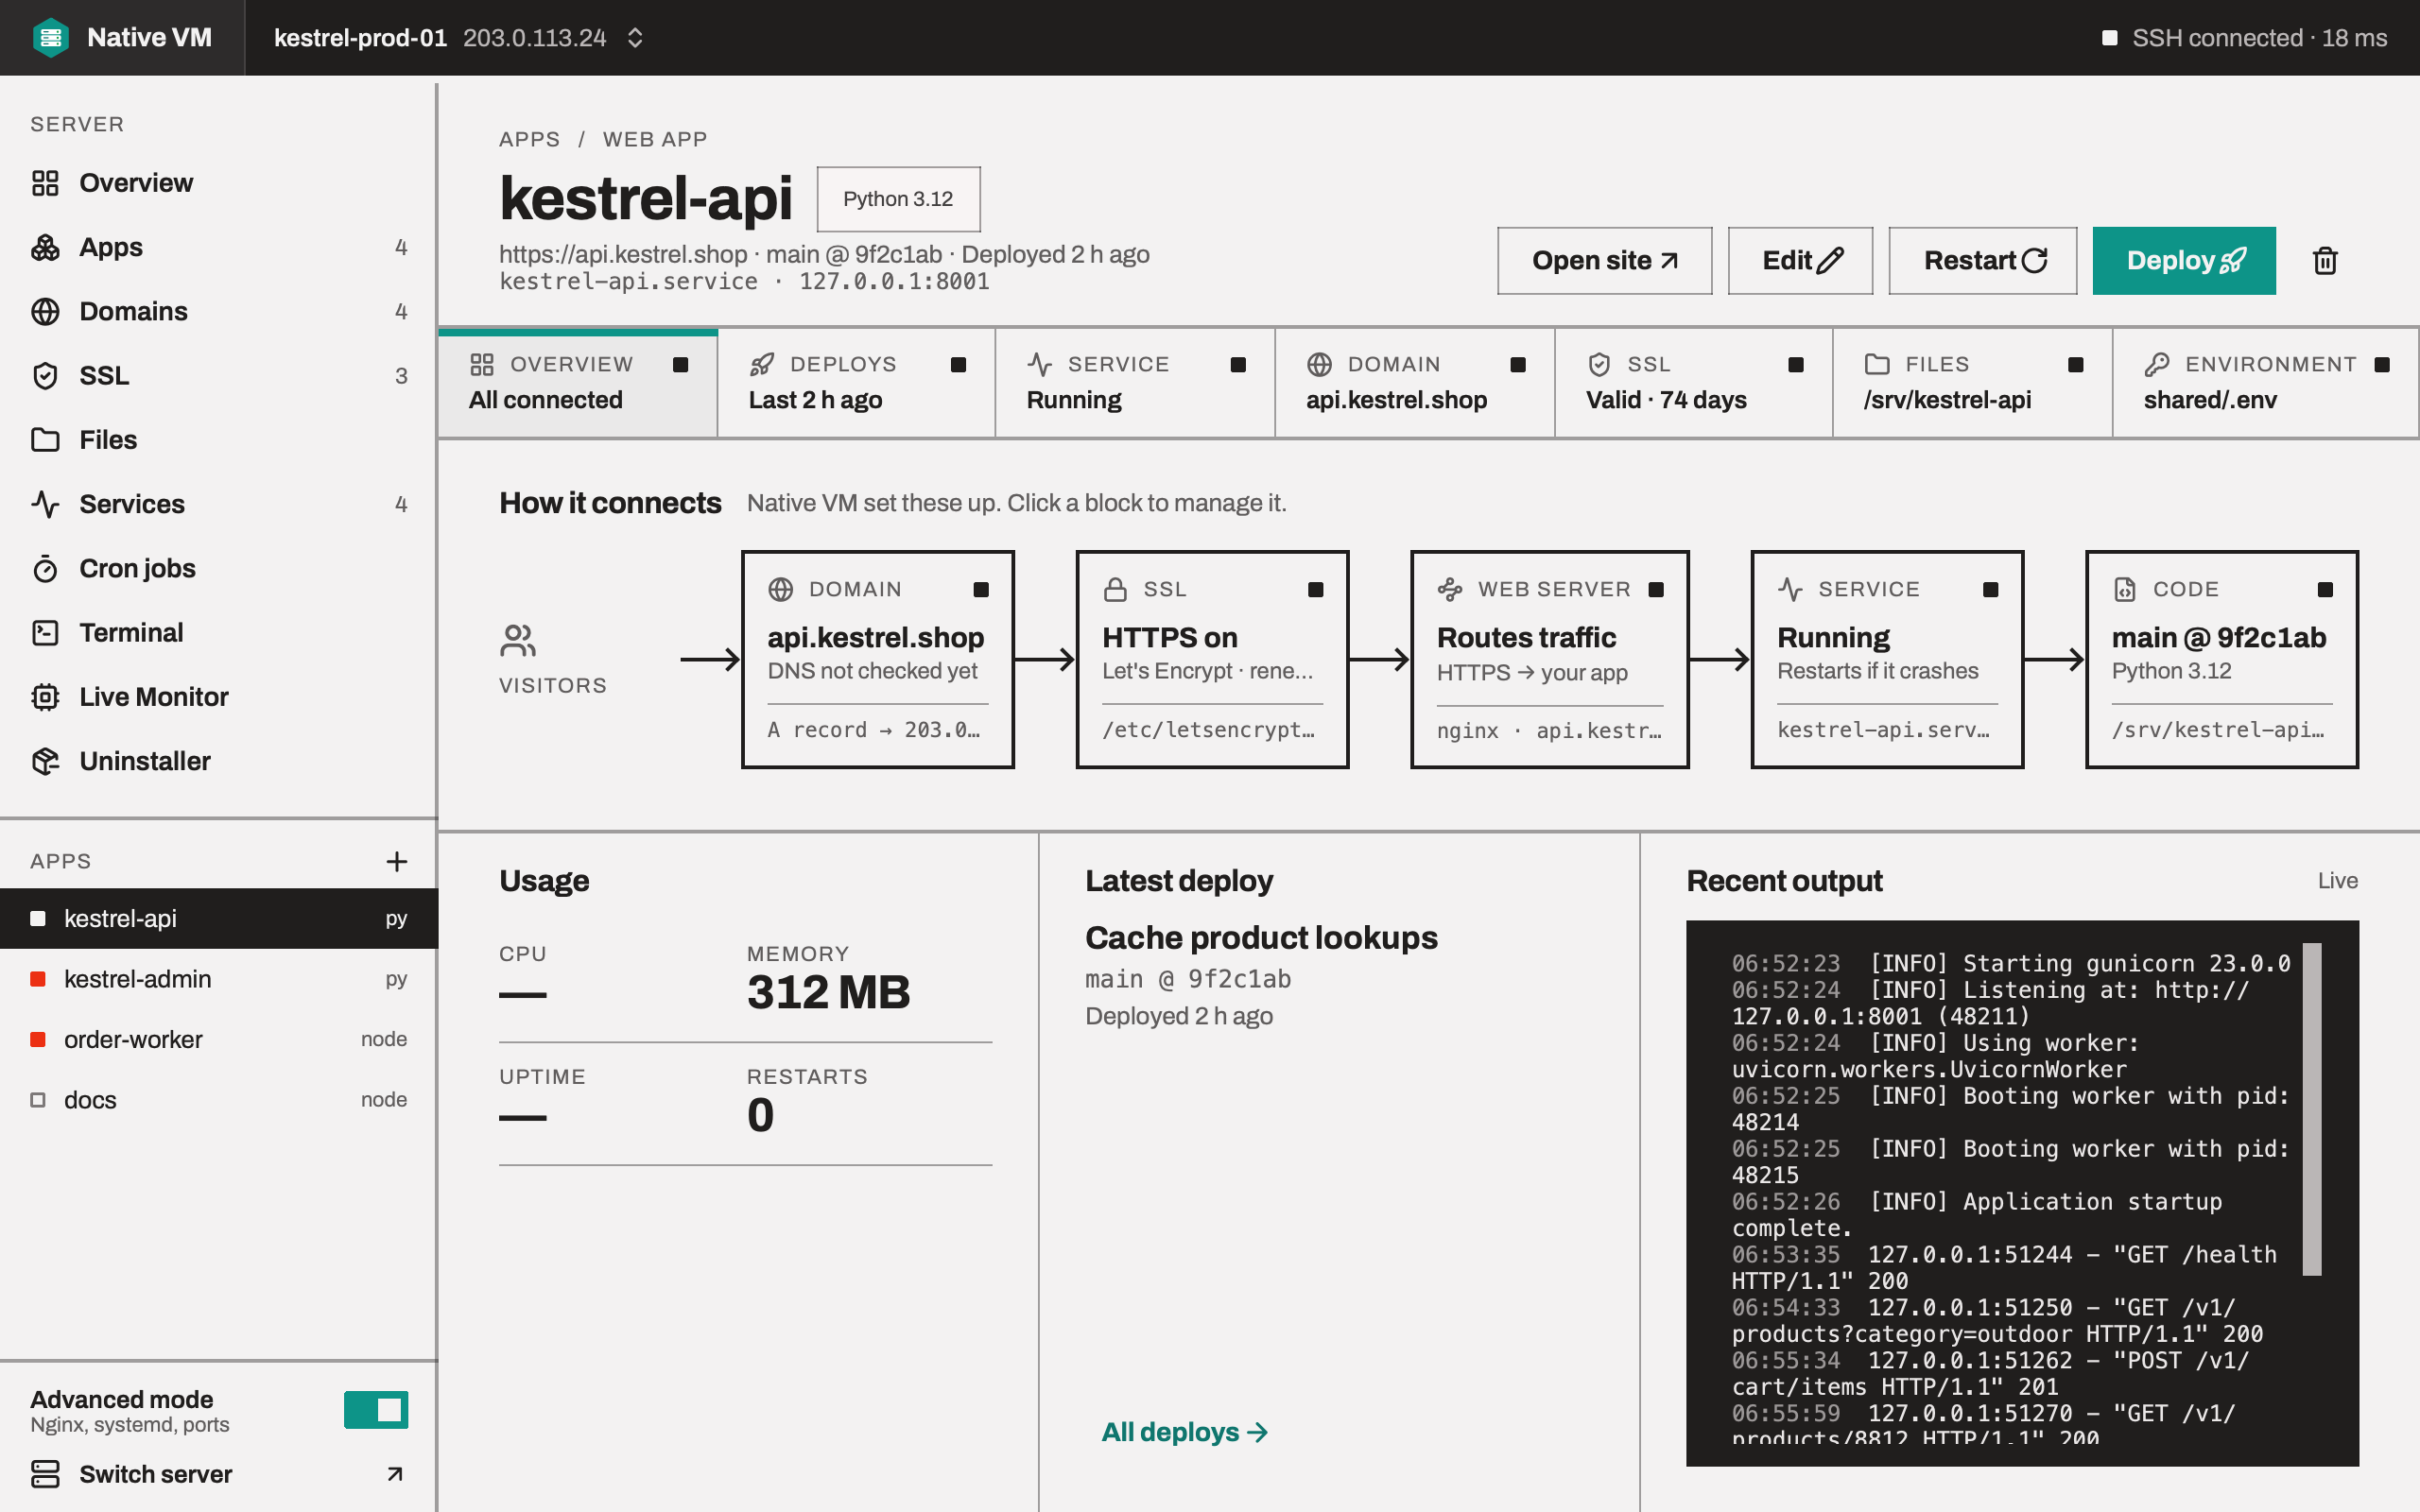 Native VM
kestrel-prod-01 203.0.113.24
SSH connected · 18 ms
SERVER
Overview
Apps 4
Domains 4
SSL 3
Files
Services 4
Cron jobs
Terminal
Live Monitor
Uninstaller
APPS
kestrel-api py
kestrel-admin py
order-worker node
docs node
Advanced mode
Nginx, systemd, ports
Switch server
APPS / WEB APP
kestrel-api Python 3.12
https://api.kestrel.shop · main @ 9f2c1ab · Deployed 2 h ago
kestrel-api.service · 127.0.0.1:8001
Open site
Edit
Restart
Deploy
OVERVIEW
All connected
DEPLOYS
Last 2 h ago
SERVICE
Running
DOMAIN
api.kestrel.shop
SSL
Valid · 74 days
FILES
/srv/kestrel-api
ENVIRONMENT
shared/.env
How it connects Native VM set these up. Click a block to manage it.
VISITORS
DOMAIN
api.kestrel.shop
DNS not checked yet
A record → 203.0…
SSL
HTTPS on
Let's Encrypt · rene…
/etc/letsencrypt…
WEB SERVER
Routes traffic
HTTPS → your app
nginx · api.kestr…
SERVICE
Running
Restarts if it crashes
kestrel-api.serv…
CODE
main @ 9f2c1ab
Python 3.12
/srv/kestrel-api…
Usage
CPU
—
MEMORY
312 MB
UPTIME
—
RESTARTS
0
Latest deploy
Cache product lookups
main @ 9f2c1ab
Deployed 2 h ago
All deploys →
Recent output Live
06:52:23 [INFO] Starting gunicorn 23.0.0
06:52:24 [INFO] Listening at: http://
127.0.0.1:8001 (48211)
06:52:24 [INFO] Using worker:
uvicorn.workers.UvicornWorker
06:52:25 [INFO] Booting worker with pid:
48214
06:52:25 [INFO] Booting worker with pid:
48215
06:52:26 [INFO] Application startup
complete.
06:53:35 127.0.0.1:51244 – "GET /health
HTTP/1.1" 200
06:54:33 127.0.0.1:51250 – "GET /v1/
products?category=outdoor HTTP/1.1" 200
06:55:34 127.0.0.1:51262 – "POST /v1/
cart/items HTTP/1.1" 201
06:55:59 127.0.0.1:51270 – "GET /v1/
products/8812 HTTP/1.1" 200